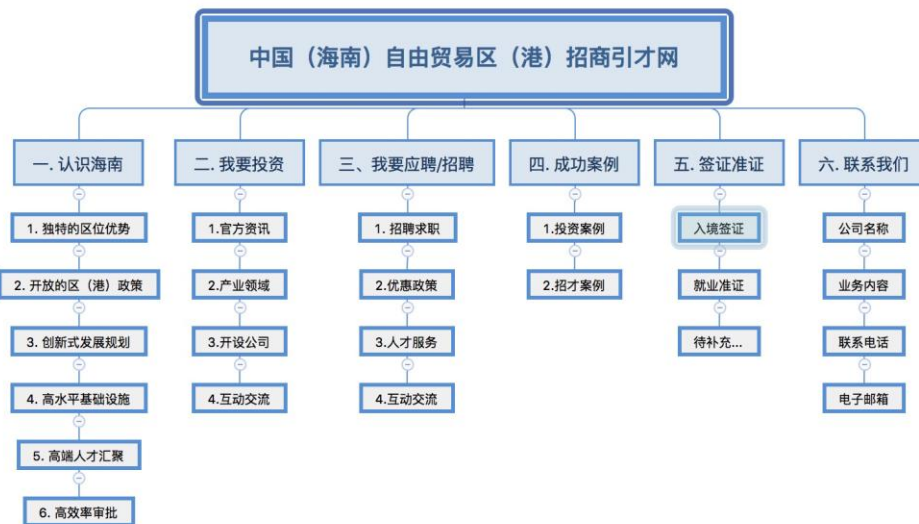 中国（海南）自由贸易区（港）招商引才网
一. 认识海南
1. 独特的区位优势
2. 开放的区（港）政策
3. 创新式发展规划
4. 高水平基础设施
5. 高端人才汇聚
6. 高效率审批
二. 我要投资
1.官方资讯
2.产业领域
3.开设公司
4.互动交流
三、我要应聘/招聘
1. 招聘求职
2.优惠政策
3.人才服务
4.互动交流
四. 成功案例
1.投资案例
2.招才案例
五. 签证准证
入境签证
就业准证
待补充...
六. 联系我们
公司名称
业务内容
联系电话
电子邮箱